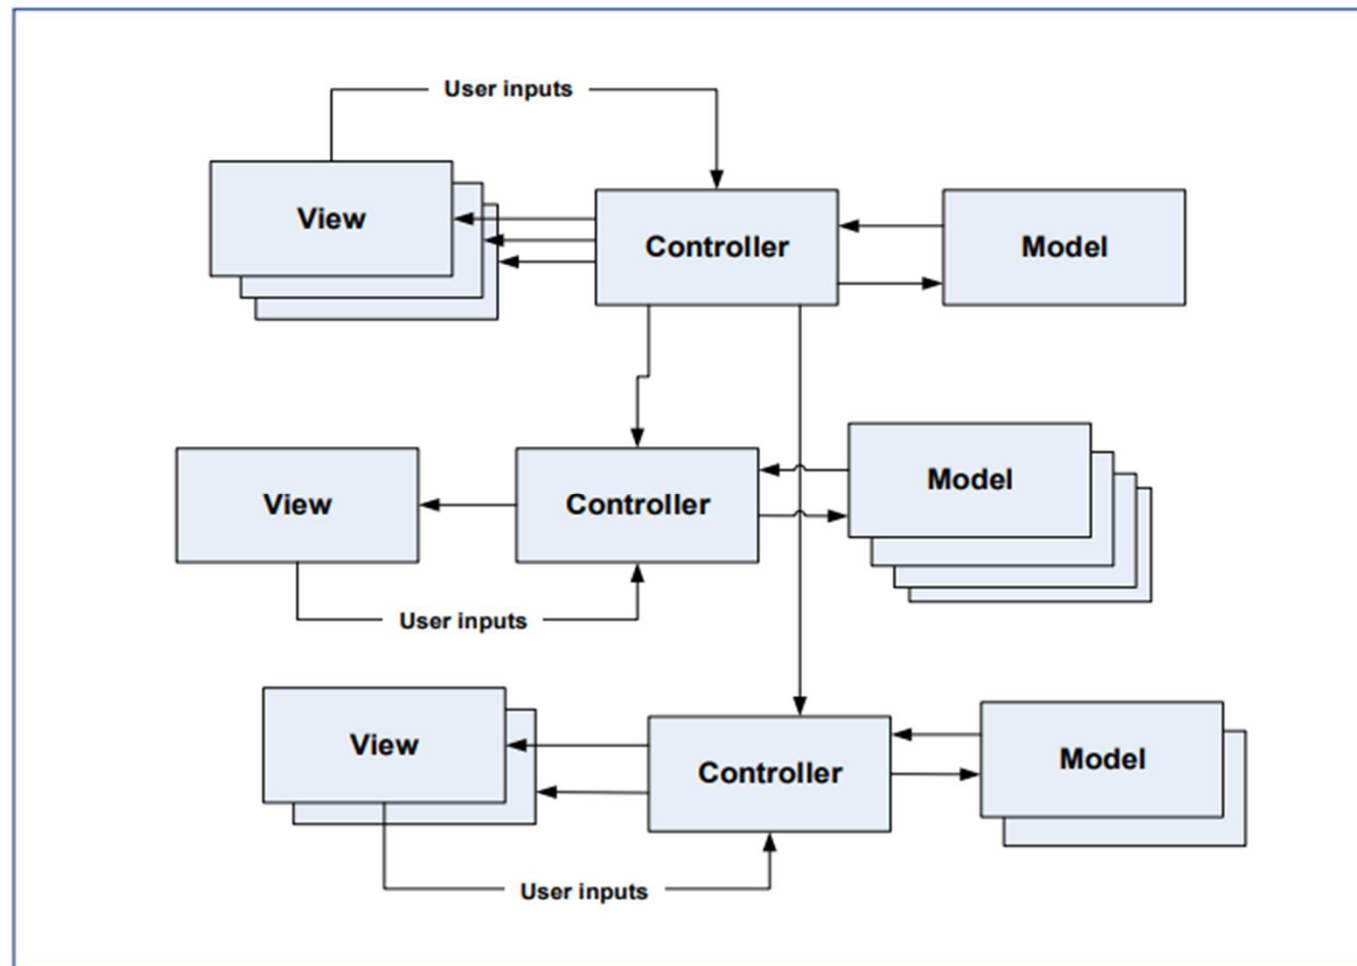 User inputs
View
Controller
Model
View
Controller
Model
User inputs
View
Controller
Model
User inputs